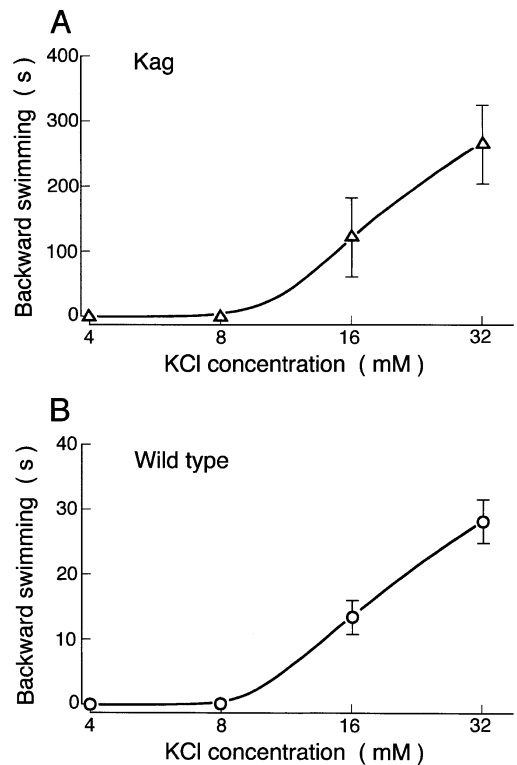 A
Kag
Backward swimming ( s )
400
300
200
100
0
4 8 16 32
KCl concentration ( mM )
B
Wild type
Backward swimming ( s )
40
30
20
10
0
4 8 16 32
KCl concentration ( mM )